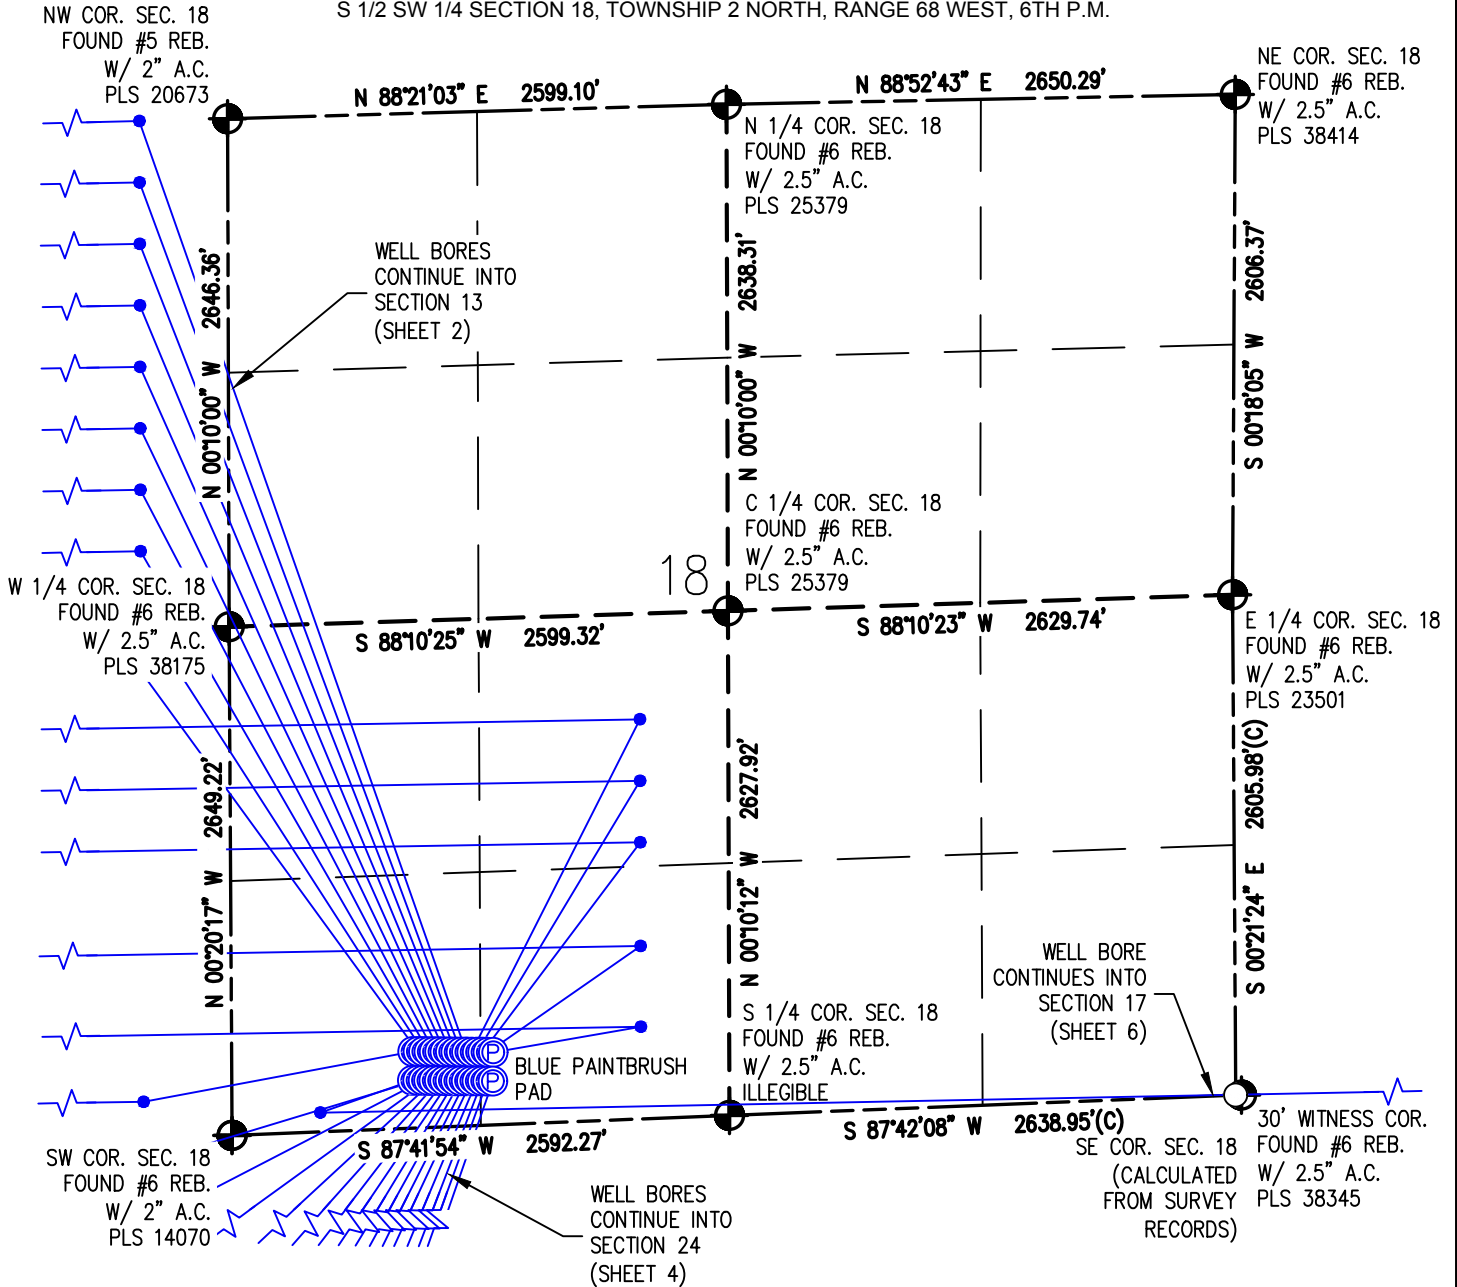 S 1/2 SW 1/4 SECTION 18, TOWNSHIP 2 NORTH, RANGE 68 WEST, 6TH P.M.
NW COR. SEC. 18
FOUND #5 REB.
W/ 2" A.C.
PLS 20673
N 88°21'03" E 2599.10'
N 88°52'43" E 2650.29'
NE COR. SEC. 18
FOUND #6 REB.
W/ 2.5" A.C.
PLS 38414
N 1/4 COR. SEC. 18
FOUND #6 REB.
W/ 2.5" A.C.
PLS 25379
WELL BORES
CONTINUE INTO
SECTION 13
(SHEET 2)
N 00°10'00" W 2646.36'
N 00°10'00" W 2638.31'
S 00°18'05" W 2606.37'
C 1/4 COR. SEC. 18
FOUND #6 REB.
W/ 2.5" A.C.
PLS 25379
18
W 1/4 COR. SEC. 18
FOUND #6 REB.
W/ 2.5" A.C.
PLS 38175
S 88°10'25" W 2599.32'
S 88°10'23" W 2629.74'
E 1/4 COR. SEC. 18
FOUND #6 REB.
W/ 2.5" A.C.
PLS 23501
N 00°20'17" W 2649.22'
N 00°10'12" W 2627.92'
S 00°21'24" E 2605.98'(C)
WELL BORE
CONTINUES INTO
SECTION 17
(SHEET 6)
S 1/4 COR. SEC. 18
FOUND #6 REB.
W/ 2.5" A.C.
ILLEGIBLE
P
P
BLUE PAINTBRUSH
PAD
S 87°41'54" W 2592.27'
S 87°42'08" W 2638.95'(C)
SW COR. SEC. 18
FOUND #6 REB.
W/ 2" A.C.
PLS 14070
WELL BORES
CONTINUE INTO
SECTION 24
(SHEET 4)
SE COR. SEC. 18
(CALCULATED
FROM SURVEY
RECORDS)
30' WITNESS COR.
FOUND #6 REB.
W/ 2.5" A.C.
PLS 38345